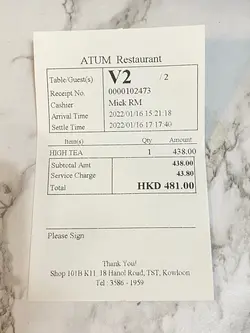 ATUM Restaurant
Table/Guest(s) V2 / 2
Receipt No. 0000102473
Cashier Mick RM
Arrival Time 2022/01/16 15:21:18
Settle Time 2022/01/16 17:17:40
Item(s) Qty Amount
HIGH TEA 1 438.00
Subtotal Amt 438.00
Service Charge 43.80
Total HKD 481.00
Please Sign
Thank You!
Shop 101B K11, 18 Hanoi Road, TST, Kowloon
Tel : 3586 - 1959